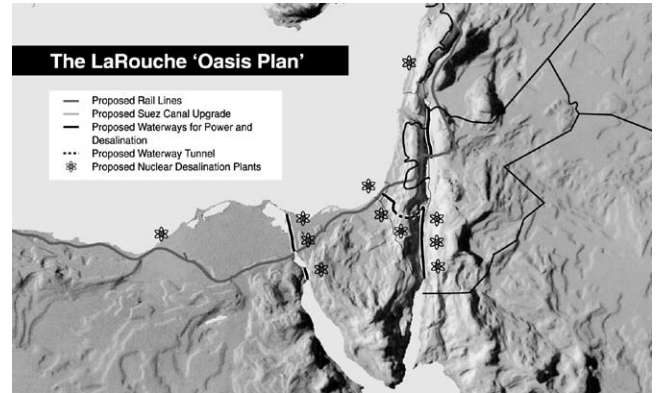 The LaRouche ‘Oasis Plan’
Proposed Rail Lines
Proposed Suez Canal Upgrade
Proposed Waterways for Power and
Desalination
Proposed Waterway Tunnel
Proposed Nuclear Desalination Plants